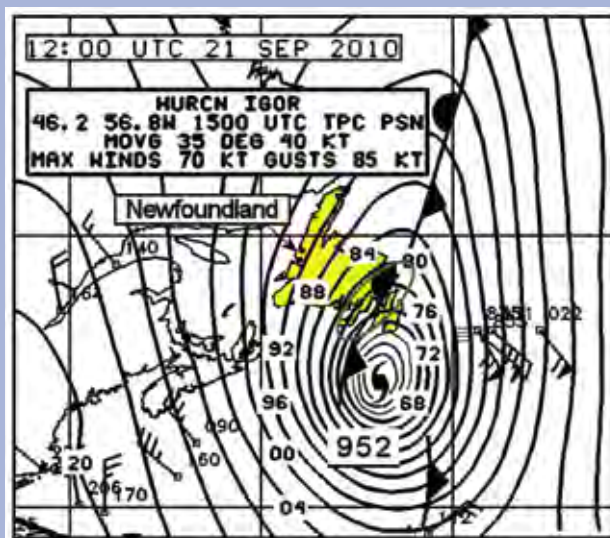 12:00 UTC 21 SEP 2010
HURCN IGOR
46.2 56.8W 1500 UTC TPC PSN
MOVG 35 DEG 40 KT
MAX WINDS 70 KT GUSTS 85 KT
Newfoundland
140
84
80
88
76
022
92
72
96
68
090
952
00
160
20
170
04